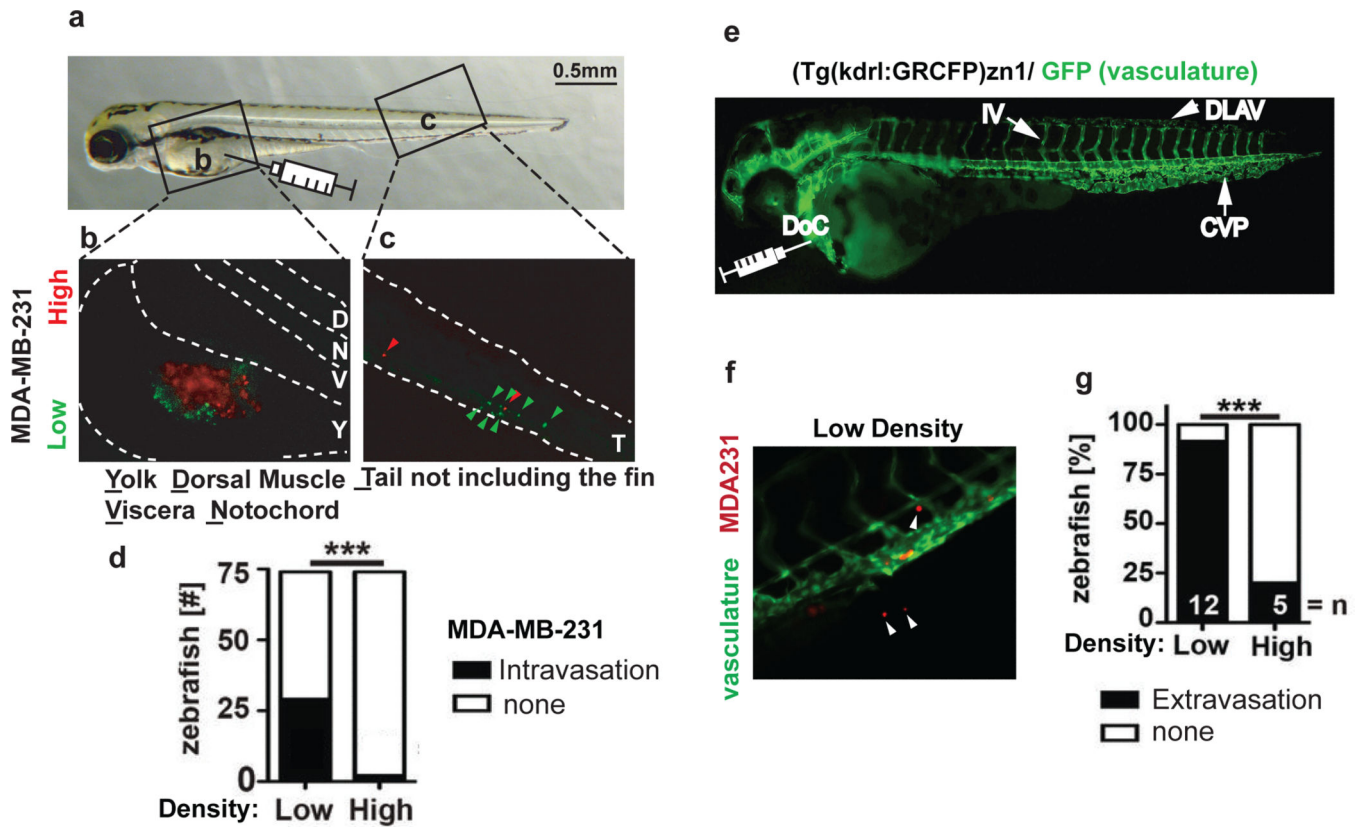 a
0.5mm
b
c
b
c
MDA-MB-231
Low High
D
N
V
Y
T
Yolk Dorsal Muscle Tail not including the fin
Viscera Notochord
d
***
zebrafish [#]
75
50
25
0
Density: Low High
MDA-MB-231
Intravasation
none
e
(Tg(kdrl:GRCFP)zn1/ GFP (vasculature)
IV
DLAV
DoC
CVP
f
Low Density
vasculature MDA231
g
***
zebrafish [%]
100
75
50
25
0
12 5 = n
Density: Low High
Extravasation
none